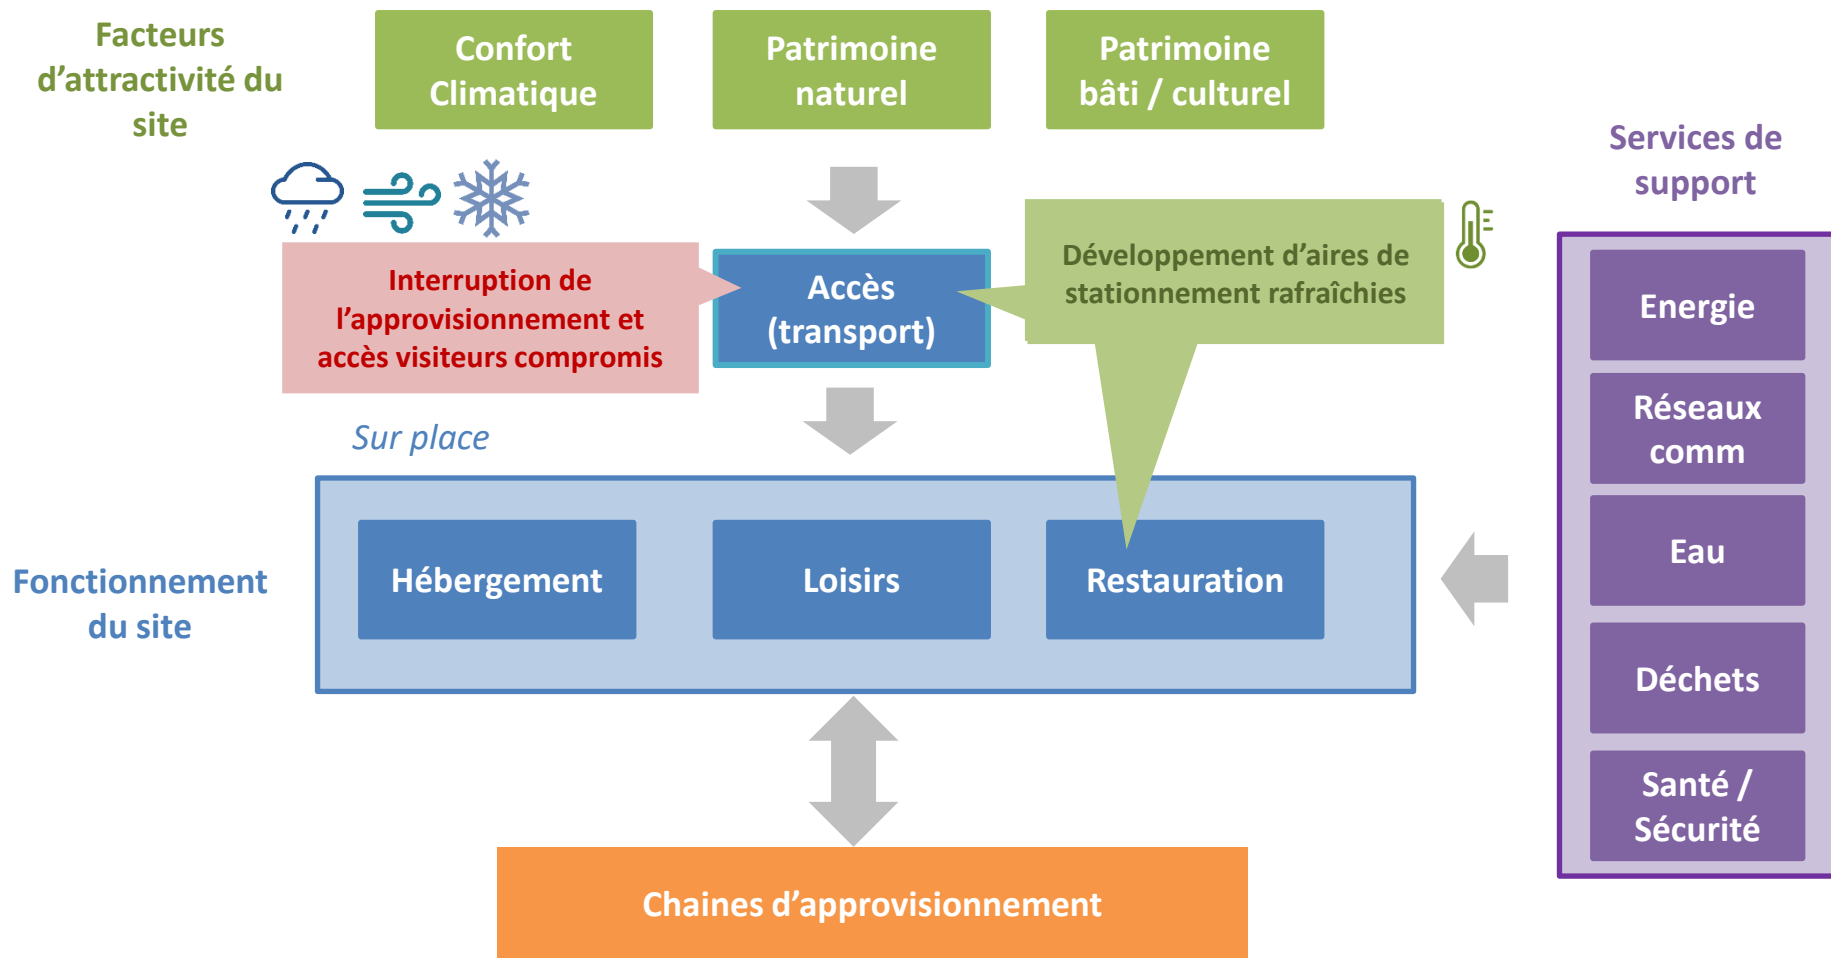 Facteurs
d’attractivité du
site
Confort
Climatique
Patrimoine
naturel
Patrimoine
bâti / culturel
Services de
support
Interruption de
l’approvisionnement et
accès visiteurs compromis
Accès
(transport)
Développement d’aires de
stationnement rafraîchies
Energie
Réseaux
comm
Eau
Déchets
Santé /
Sécurité
Sur place
Fonctionnement
du site
Hébergement
Loisirs
Restauration
Chaines d’approvisionnement